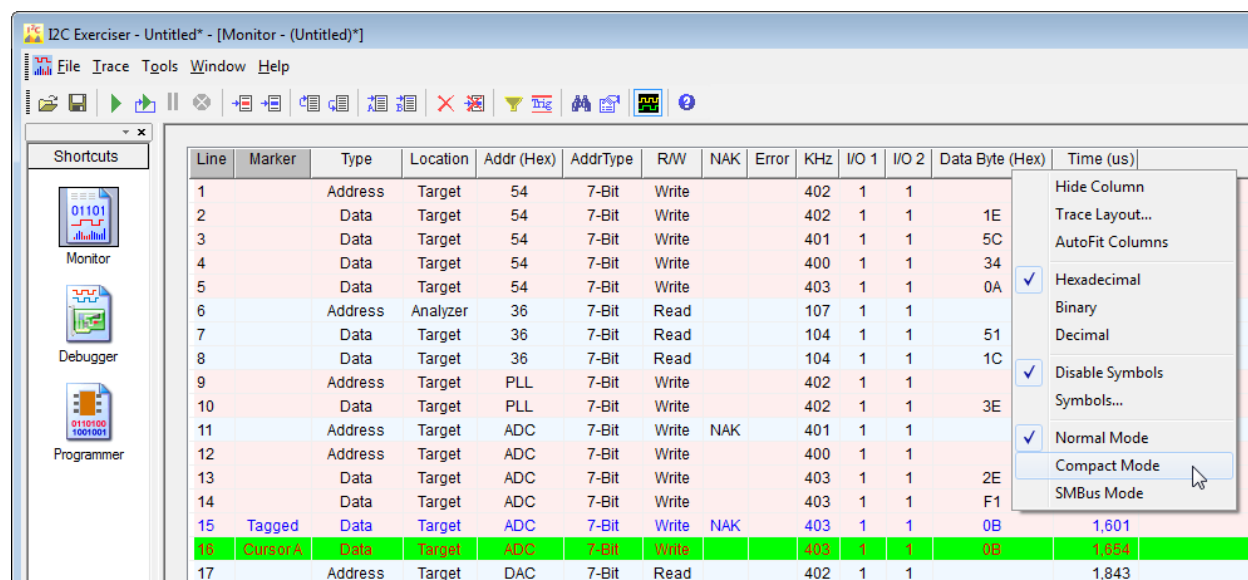 I2C Exerciser - Untitled* - [Monitor - (Untitled)*]
File Trace Tools Window Help
Shortcuts
01101
Monitor
Debugger
0110100
1001001
Programmer
Line Marker Type Location Addr (Hex) AddrType R/W NAK Error KHz I/O 1 I/O 2 Data Byte (Hex) Time (us)
1 Address Target 54 7-Bit Write 402 1 1
2 Data Target 54 7-Bit Write 402 1 1 1E
3 Data Target 54 7-Bit Write 401 1 1 5C
4 Data Target 54 7-Bit Write 400 1 1 34
5 Data Target 54 7-Bit Write 403 1 1 0A
6 Address Analyzer 36 7-Bit Read 107 1 1
7 Data Target 36 7-Bit Read 104 1 1 51
8 Data Target 36 7-Bit Read 104 1 1 1C
9 Address Target PLL 7-Bit Write 402 1 1
10 Data Target PLL 7-Bit Write 402 1 1 3E
11 Address Target ADC 7-Bit Write NAK 401 1 1
12 Address Target ADC 7-Bit Write 400 1 1
13 Data Target ADC 7-Bit Write 403 1 1 2E
14 Data Target ADC 7-Bit Write 403 1 1 F1
15 Tagged Data Target ADC 7-Bit Write NAK 403 1 1 0B 1,601
16 Cursor A Data Target ADC 7-Bit Write 403 1 1 0B 1,654
17 Address Target DAC 7-Bit Read 402 1 1 1,843
Hide Column
Trace Layout...
AutoFit Columns
Hexadecimal
Binary
Decimal
Disable Symbols
Symbols...
Normal Mode
Compact Mode
SMBus Mode